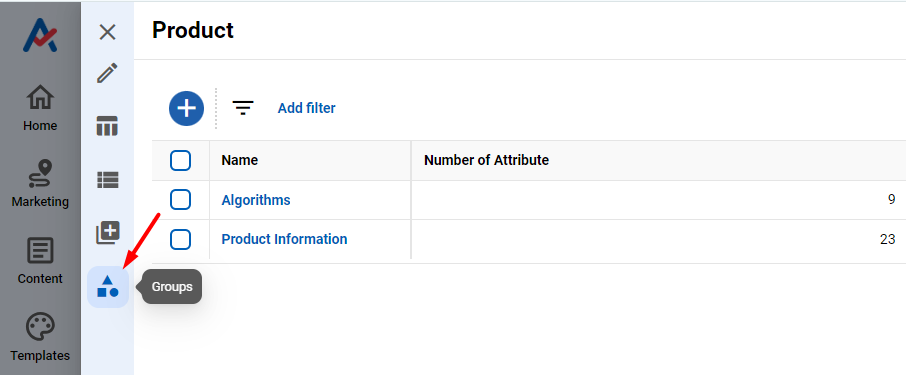 Product
Home
Add filter
Name Number of Attribute
Marketing
Algorithms 9
Product Information 23
Content
Groups
Templates